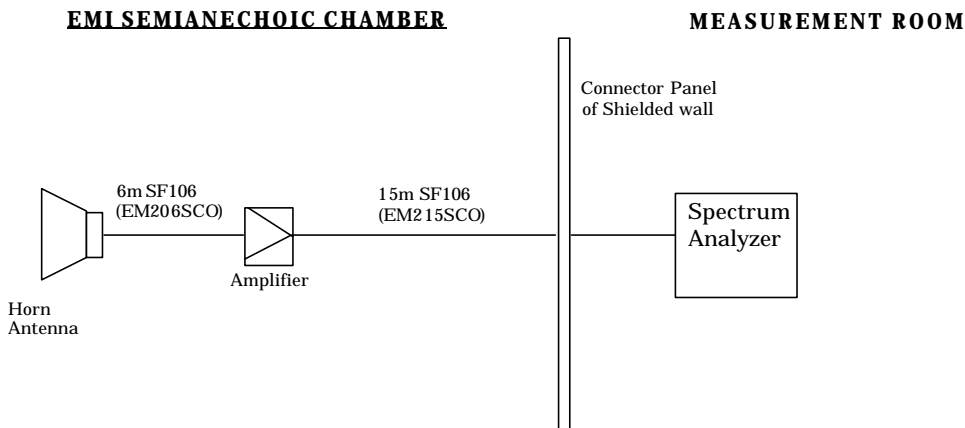 EMI SEMIANECHOIC CHAMBER
MEASUREMENT ROOM
Connector Panel
of Shielded wall
6m SF106
(EM206SCO)
15m SF106
(EM215SCO)
Spectrum
Analyzer
Amplifier
Horn
Antenna